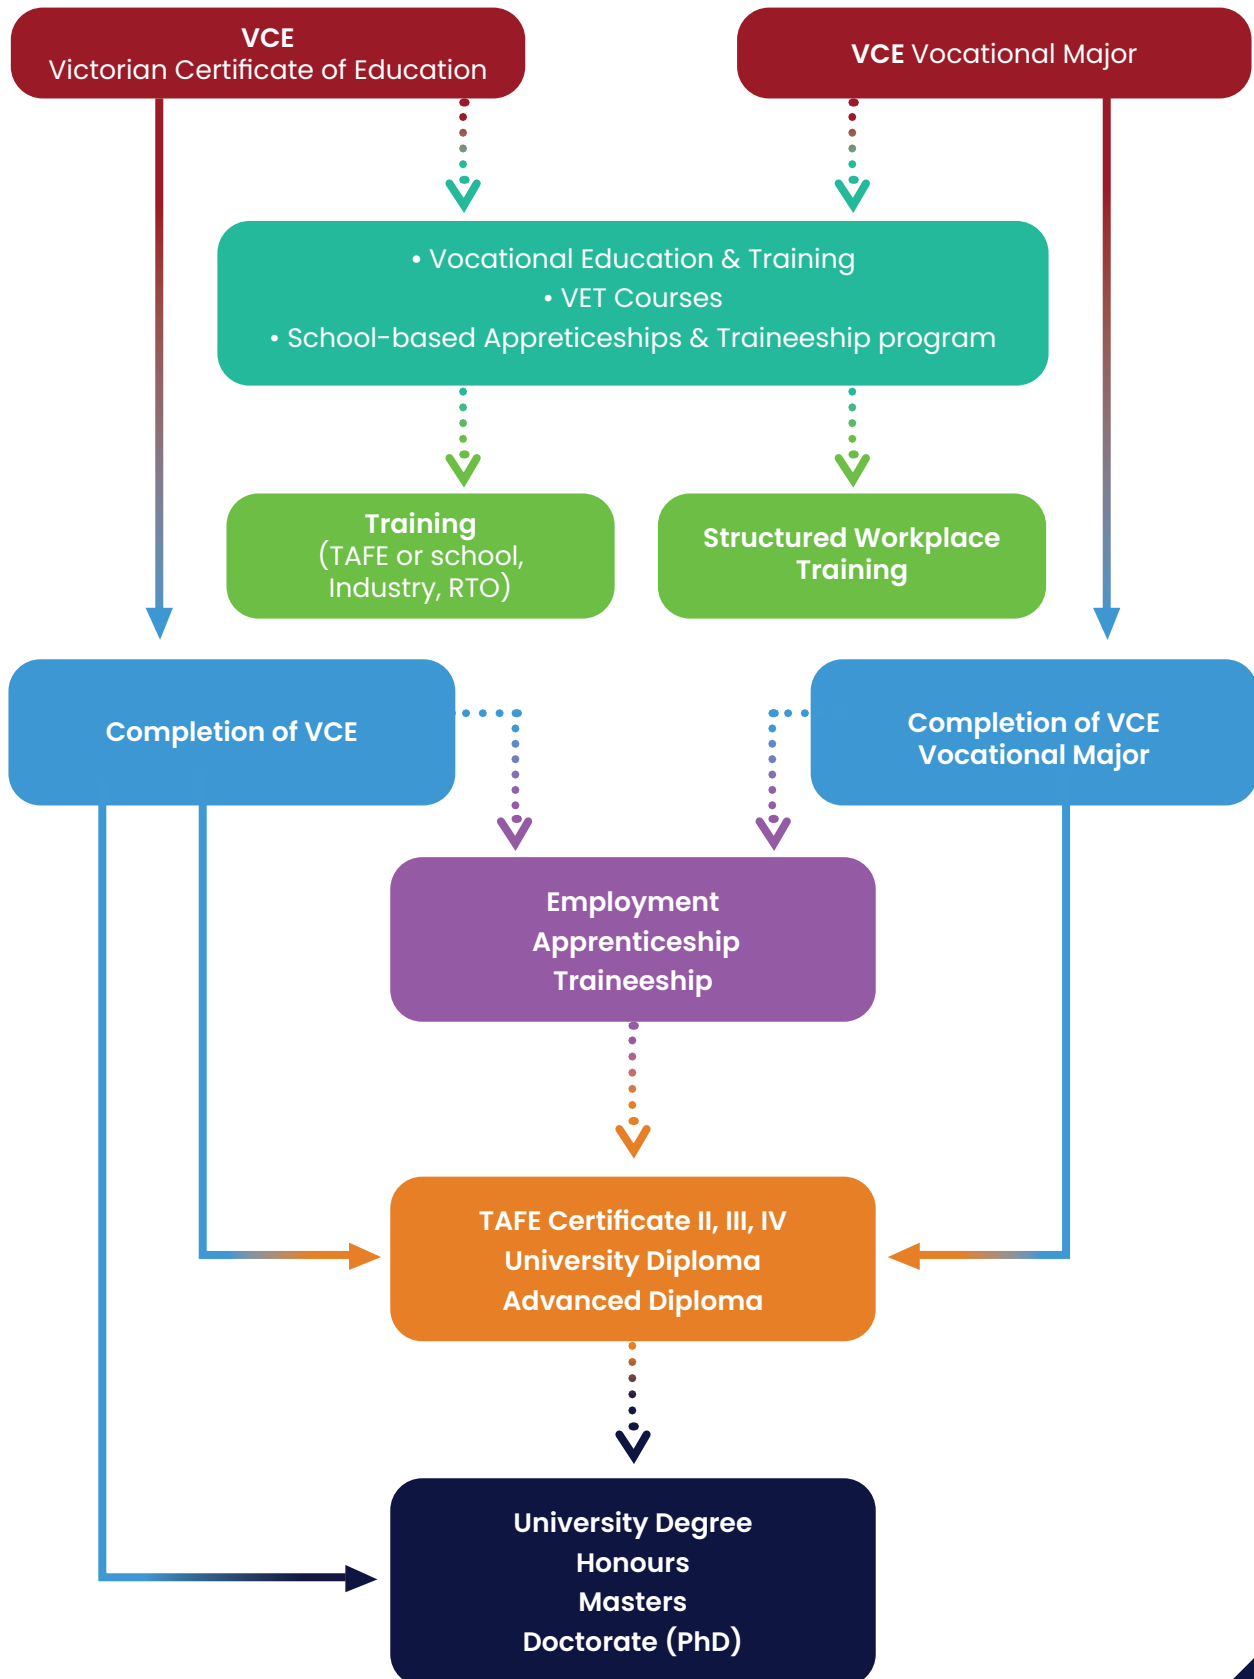 VCE
Victorian Certificate of Education
VCE Vocational Major
• Vocational Education & Training
• VET Courses
• School-based Appreticeships & Traineeship program
Training
(TAFE or school,
Industry, RTO)
Structured Workplace
Training
Completion of VCE
Completion of VCE
Vocational Major
Employment
Apprenticeship
Traineeship
TAFE Certificate II, III, IV
University Diploma
Advanced Diploma
University Degree
Honours
Masters
Doctorate (PhD)